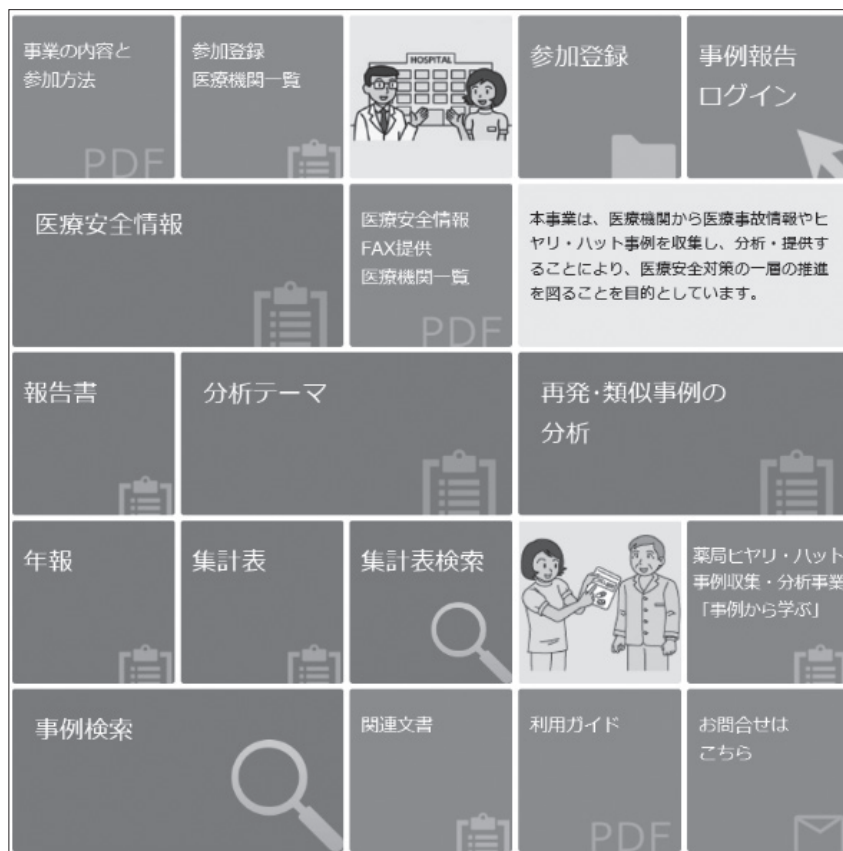 事業の内容と
参加方法
PDF
参加登録
医療機関一覧
HOSPITAL
参加登録
事例報告
ログイン
医療安全情報
医療安全情報
FAX提供
医療機関一覧
PDF
本事業は、医療機関から医療事故情報やヒ
ヤリ・ハット事例を収集し、分析・提供す
ることにより、医療安全対策の一層の推進
を図ることを目的としています。
報告書
分析テーマ
再発・類似事例の
分析
年報
集計表
集計表検索
薬局ヒヤリ・ハット
事例収集・分析事業
「事例から学ぶ」
事例検索
関連文書
利用ガイド
PDF
お問合せは
こちら